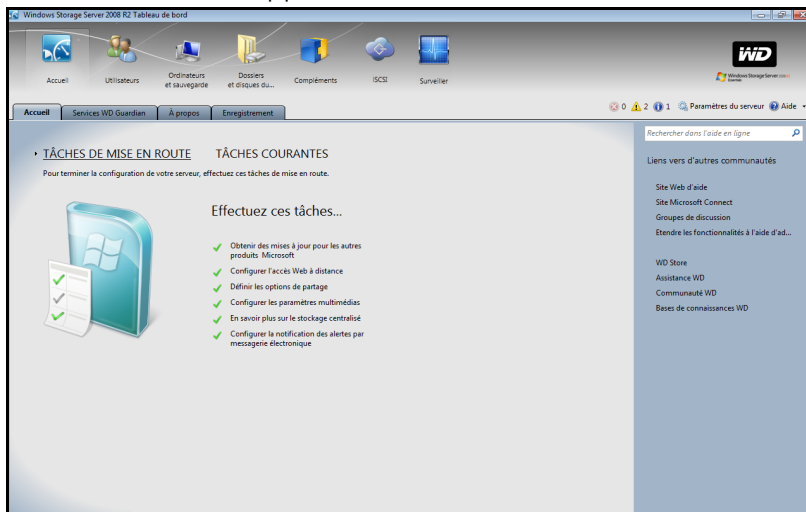 Windows Storage Server 2008 R2 Tableau de bord
Accueil
Utilisateurs
Ordinateurs
et sauvegarde
Dossiers
et disques du...
Compléments
iSCSI
Surveiller
WD
Windows Storage Server 2008 R2
Essentials
Accueil
Services WD Guardian
À propos
Enregistrement
0
2
1
Paramètres du serveur
Aide
TÂCHES DE MISE EN ROUTE
TÂCHES COURANTES
Pour terminer la configuration de votre serveur, effectuez ces tâches de mise en route.
Effectuez ces tâches...
Obtenir des mises à jour pour les autres
produits Microsoft
Configurer l'accès Web à distance
Définir les options de partage
Configurer les paramètres multimédias
En savoir plus sur le stockage centralisé
Configurer la notification des alertes par
messagerie électronique
Rechercher dans l'aide en ligne
Liens vers d'autres communautés
Site Web d'aide
Site Microsoft Connect
Groupes de discussion
Etendre les fonctionnalités à l'aide d'ad...
WD Store
Assistance WD
Communauté WD
Bases de connaissances WD